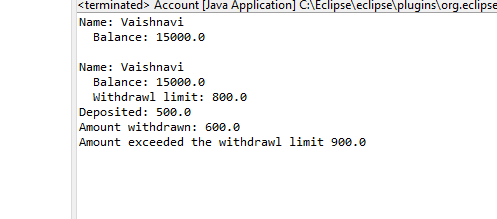 <terminated> Account [Java Application] C:\Eclipse\eclipse\plugins\org.eclipse
Name: Vaishnavi
Balance: 15000.0
Name: Vaishnavi
Balance: 15000.0
Withdrawl limit: 800.0
Deposited: 500.0
Amount withdrawn: 600.0
Amount exceeded the withdrawl limit 900.0